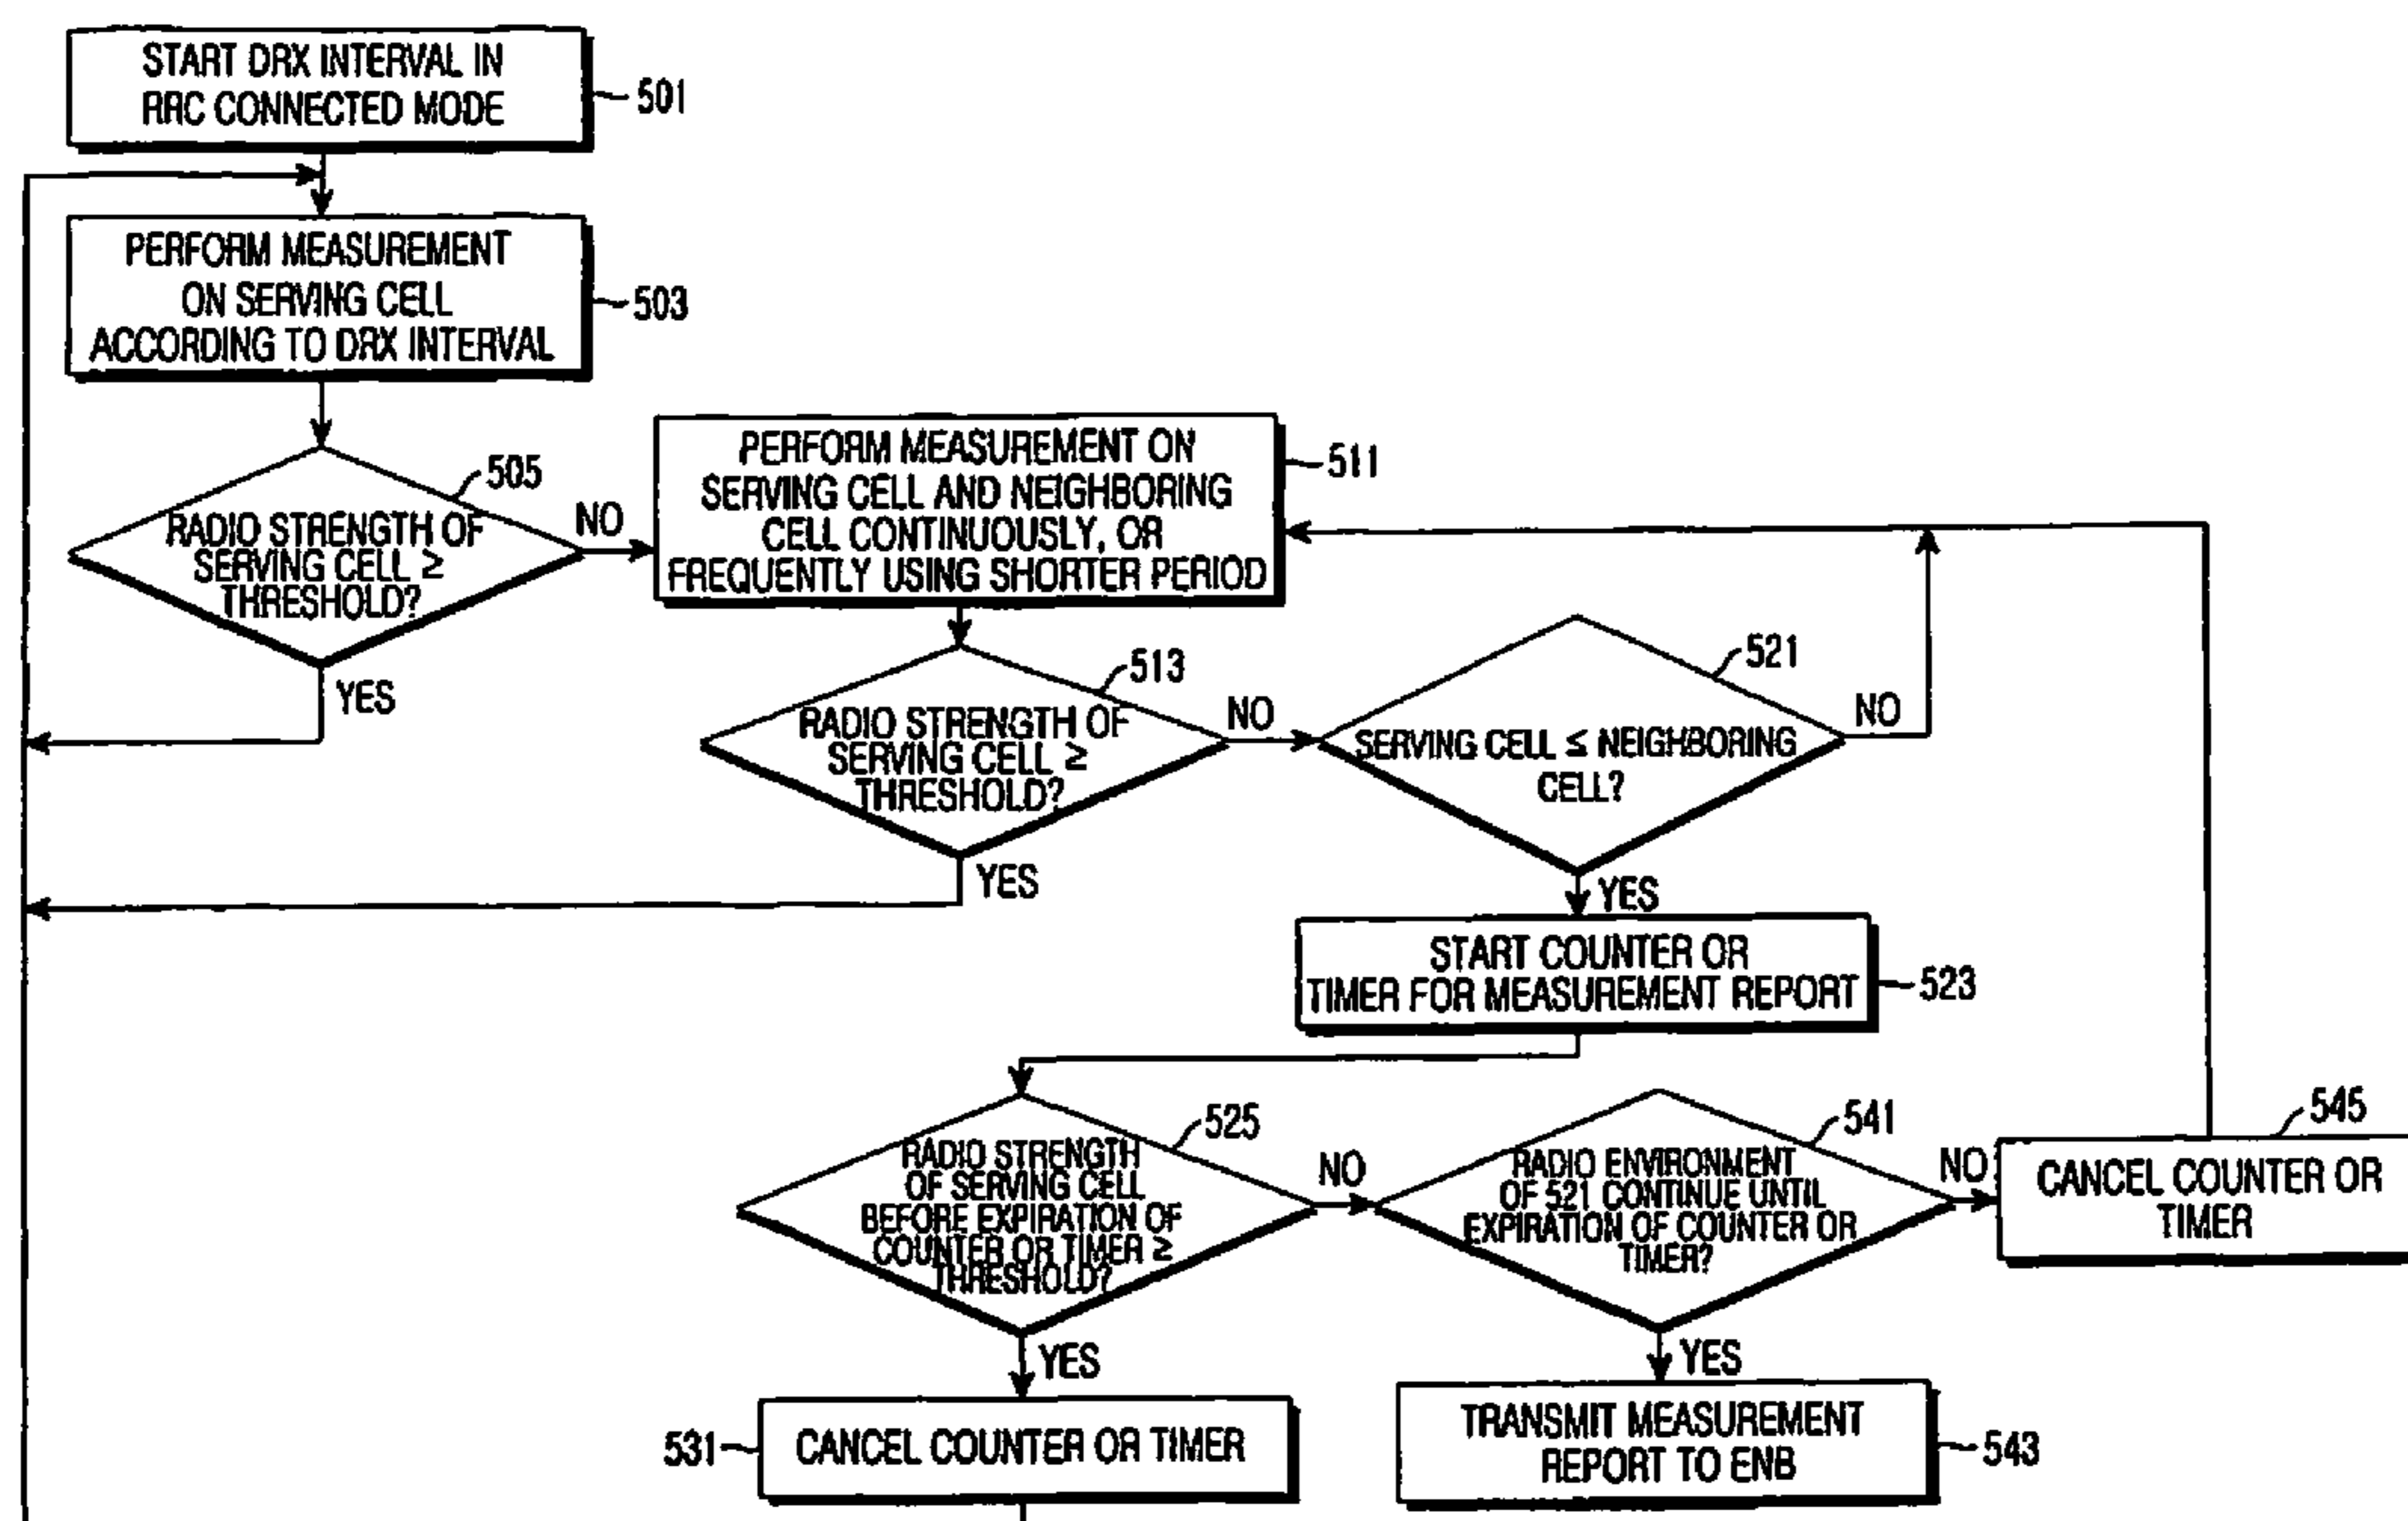 START DRX INTERVAL IN
RRC CONNECTED MODE
501
PERFORM MEASUREMENT
ON SERVING CELL
ACCORDING TO DRX INTERVAL
503
505
RADIO STRENGTH OF
SERVING CELL ≥
THRESHOLD?
NO
YES
PERFORM MEASUREMENT ON
SERVING CELL AND NEIGHBORING
CELL CONTINUOUSLY, OR
FREQUENTLY USING SHORTER PERIOD
511
513
RADIO STRENGTH OF
SERVING CELL ≥
THRESHOLD?
NO
YES
521
SERVING CELL ≤ NEIGHBORING
CELL?
NO
YES
START COUNTER OR
TIMER FOR MEASUREMENT REPORT
523
525
RADIO STRENGTH
OF SERVING CELL
BEFORE EXPIRATION OF
COUNTER OR TIMER ≥
THRESHOLD?
NO
YES
541
RADIO ENVIRONMENT
OF 521 CONTINUE UNTIL
EXPIRATION OF COUNTER OR
TIMER?
NO
YES
545
CANCEL COUNTER OR
TIMER
531
CANCEL COUNTER OR TIMER
TRANSMIT MEASUREMENT
REPORT TO ENB
543